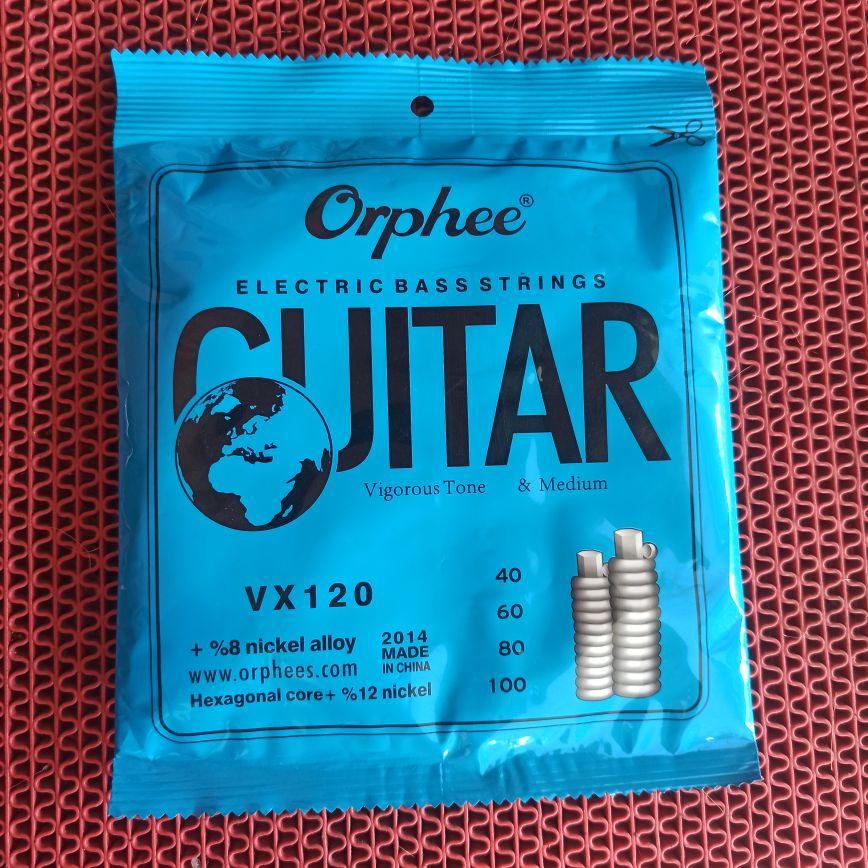 Orphee®
ELECTRIC BASS STRINGS
GUITAR
Vigorous Tone & Medium
VX120
40
60
80
100
+ %8 nickel alloy
www.orphees.com
Hexagonal core+ %12 nickel
2014
MADE
IN CHINA